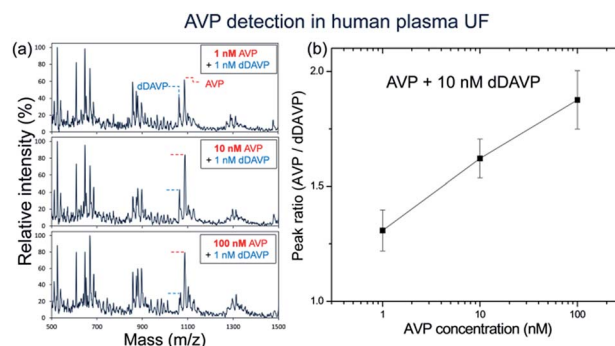 AVP detection in human plasma UF
(a)
Relative intensity (%)
100
80
60
40
20
0
dDAVP
AVP
1 nM AVP
+ 1 nM dDAVP
100
80
60
40
20
0
10 nM AVP
+ 1 nM dDAVP
100
80
60
40
20
0
100 nM AVP
+ 1 nM dDAVP
500 700 900 1100 1300 1500
Mass (m/z)
(b)
Peak ratio (AVP / dDAVP)
2.0
1.5
1.0
AVP + 10 nM dDAVP
1 10 100
AVP concentration (nM)